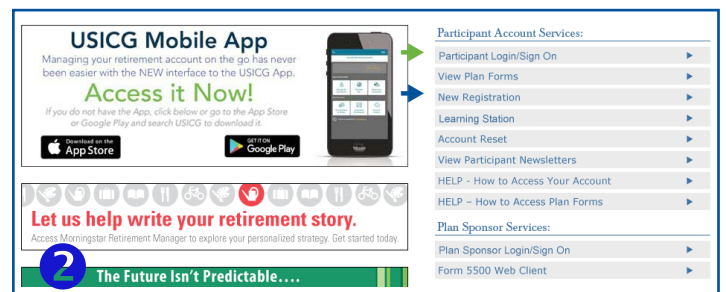 USICG Mobile App
Managing your retirement account on the go has never
been easier with the NEW interface to the USICG App.
Access it Now!
If you do not have the App, click below or go to the App Store
or Google Play and search USICG to download it.
Download on the
App Store
GET IT ON
Google Play
Let us help write your retirement story.
Access Morningstar Retirement Manager to explore your personalized strategy. Get started today.
2
The Future Isn't Predictable....
Participant Account Services:
Participant Login/Sign On
View Plan Forms
New Registration
Learning Station
Account Reset
View Participant Newsletters
HELP - How to Access Your Account
HELP – How to Access Plan Forms
Plan Sponsor Services:
Plan Sponsor Login/Sign On
Form 5500 Web Client